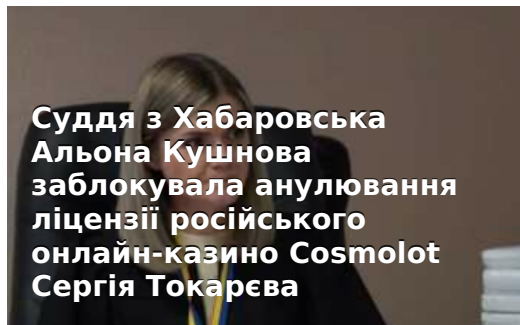 Суддя з Хабаровська
Альона Кушнова
заблокувала анулювання
ліцензії російського
онлайн-казино Cosmolot
Сергія Токарєва